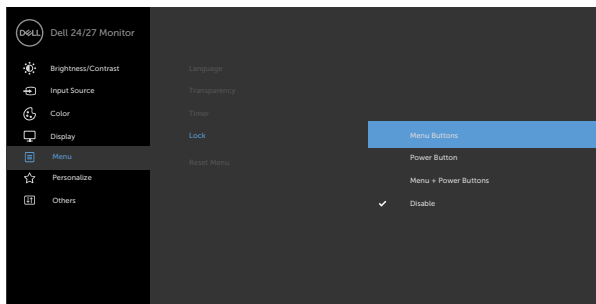 DELL
Dell 24/27 Monitor
Brightness/Contrast
Input Source
Color
Display
Menu
Personalize
Others
Language
Transparency
Timer
Lock
Reset Menu
Menu Buttons
Power Button
Menu + Power Buttons
Disable